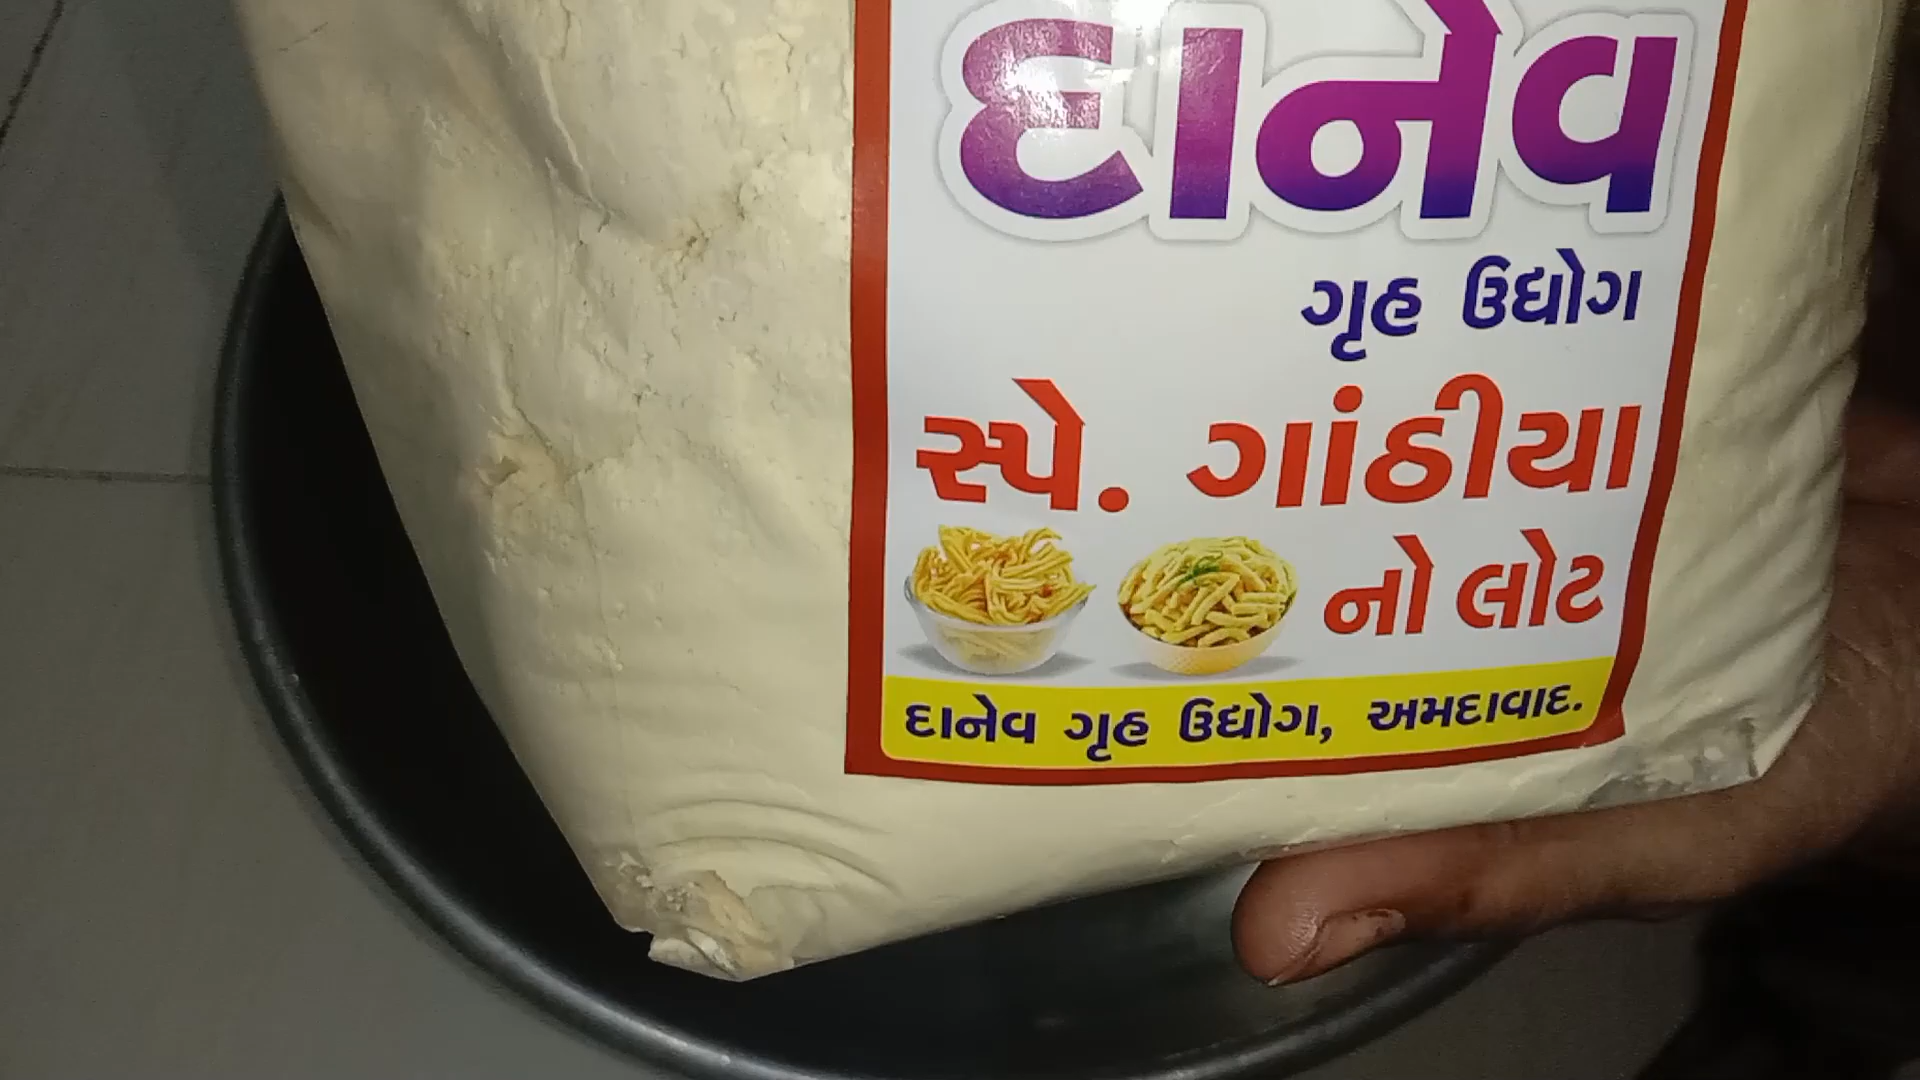 દાનેવ
ગૃહ ઉદ્યોગ
સ્પે. ગાંઠીયા
નો લોટ
દાનેવ ગૃહ ઉદ્યોગ, અમદાવાદ.